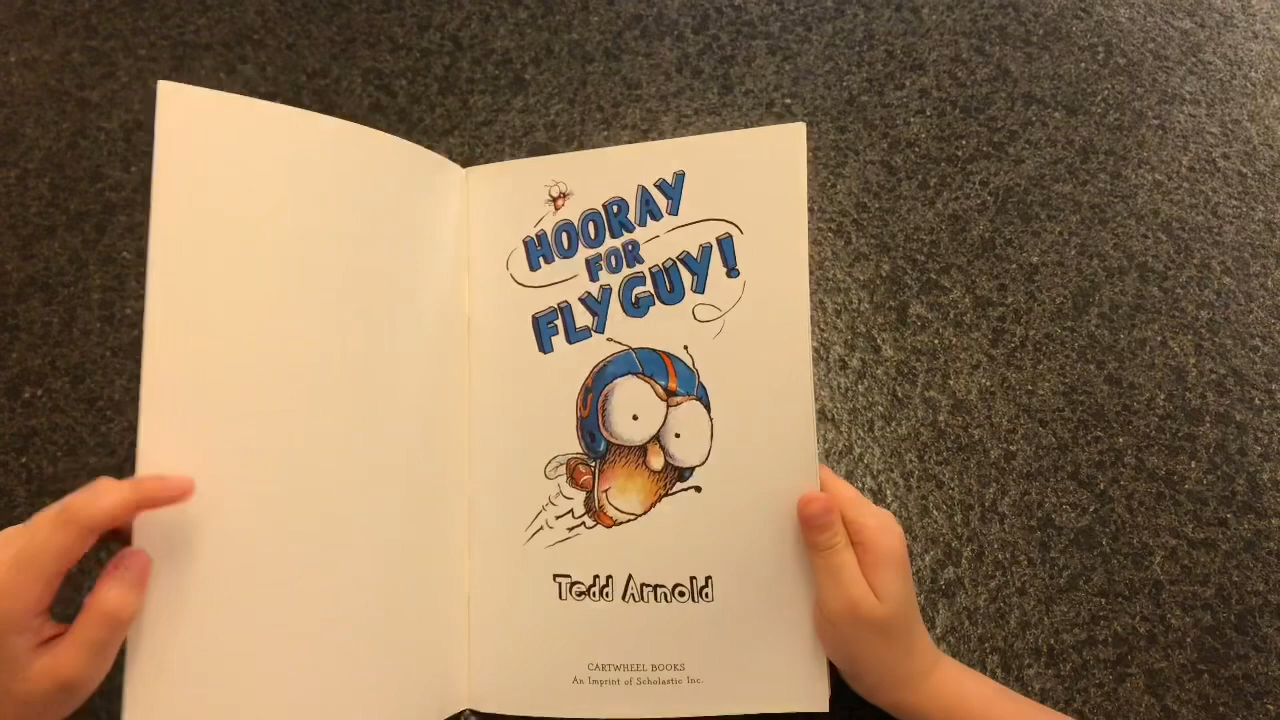 HOORAY
FOR
FLY GUY!
Tedd Arnold
CARTWHEEL BOOKS
An Imprint of Scholastic Inc.